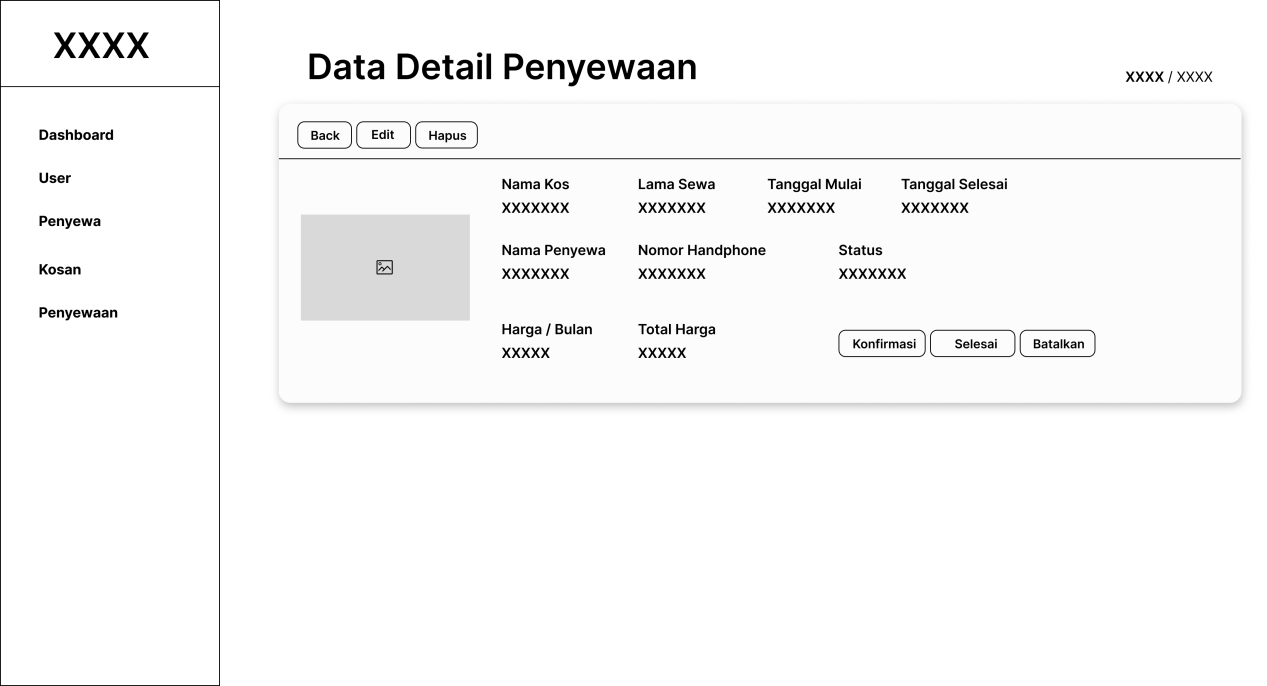 XXXX
Dashboard
User
Penyewa
Kosan
Penyewaan
Data Detail Penyewaan
XXXX / XXXX
Back Edit Hapus
Nama Kos Lama Sewa Tanggal Mulai Tanggal Selesai
XXXXXXX XXXXXXX XXXXXXX XXXXXXX
Nama Penyewa Nomor Handphone Status
XXXXXXX XXXXXXX XXXXXXX
Harga / Bulan Total Harga
XXXXX XXXXX
Konfirmasi Selesai Batalkan